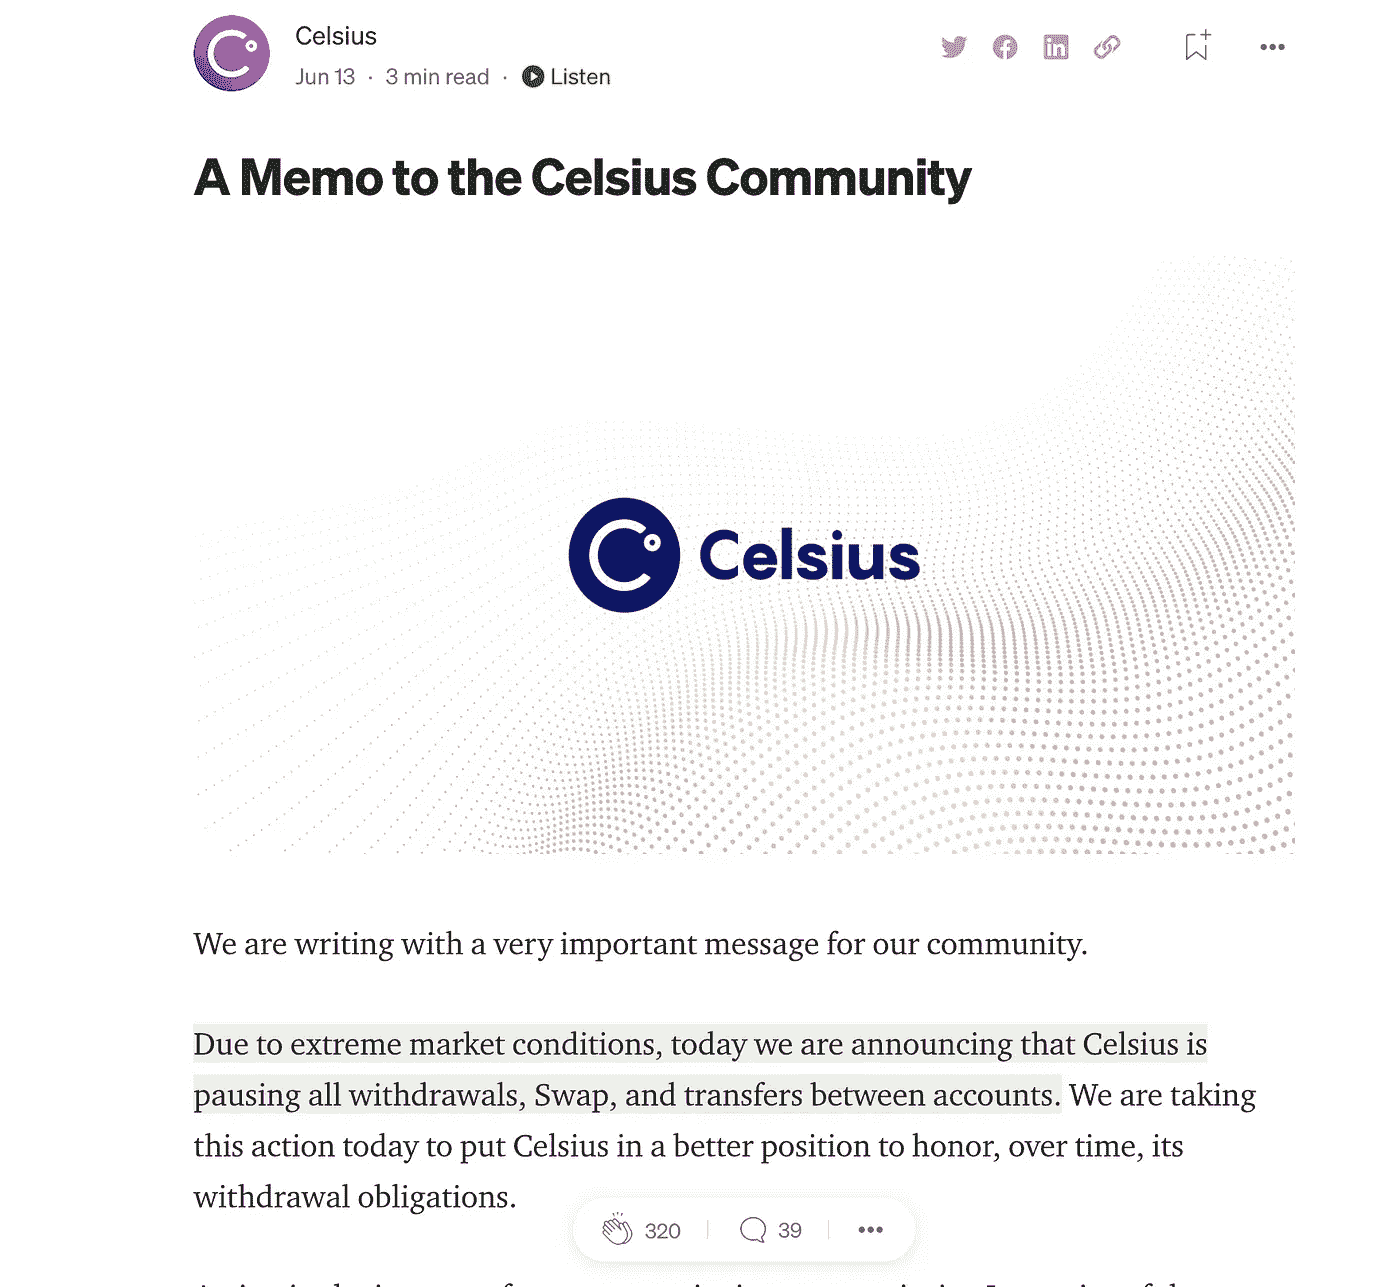 Celsius
Jun 13 · 3 min read · Listen
A Memo to the Celsius Community
Celsius
We are writing with a very important message for our community.
Due to extreme market conditions, today we are announcing that Celsius is
pausing all withdrawals, Swap, and transfers between accounts. We are taking
this action today to put Celsius in a better position to honor, over time, its
withdrawal obligations.
320 39